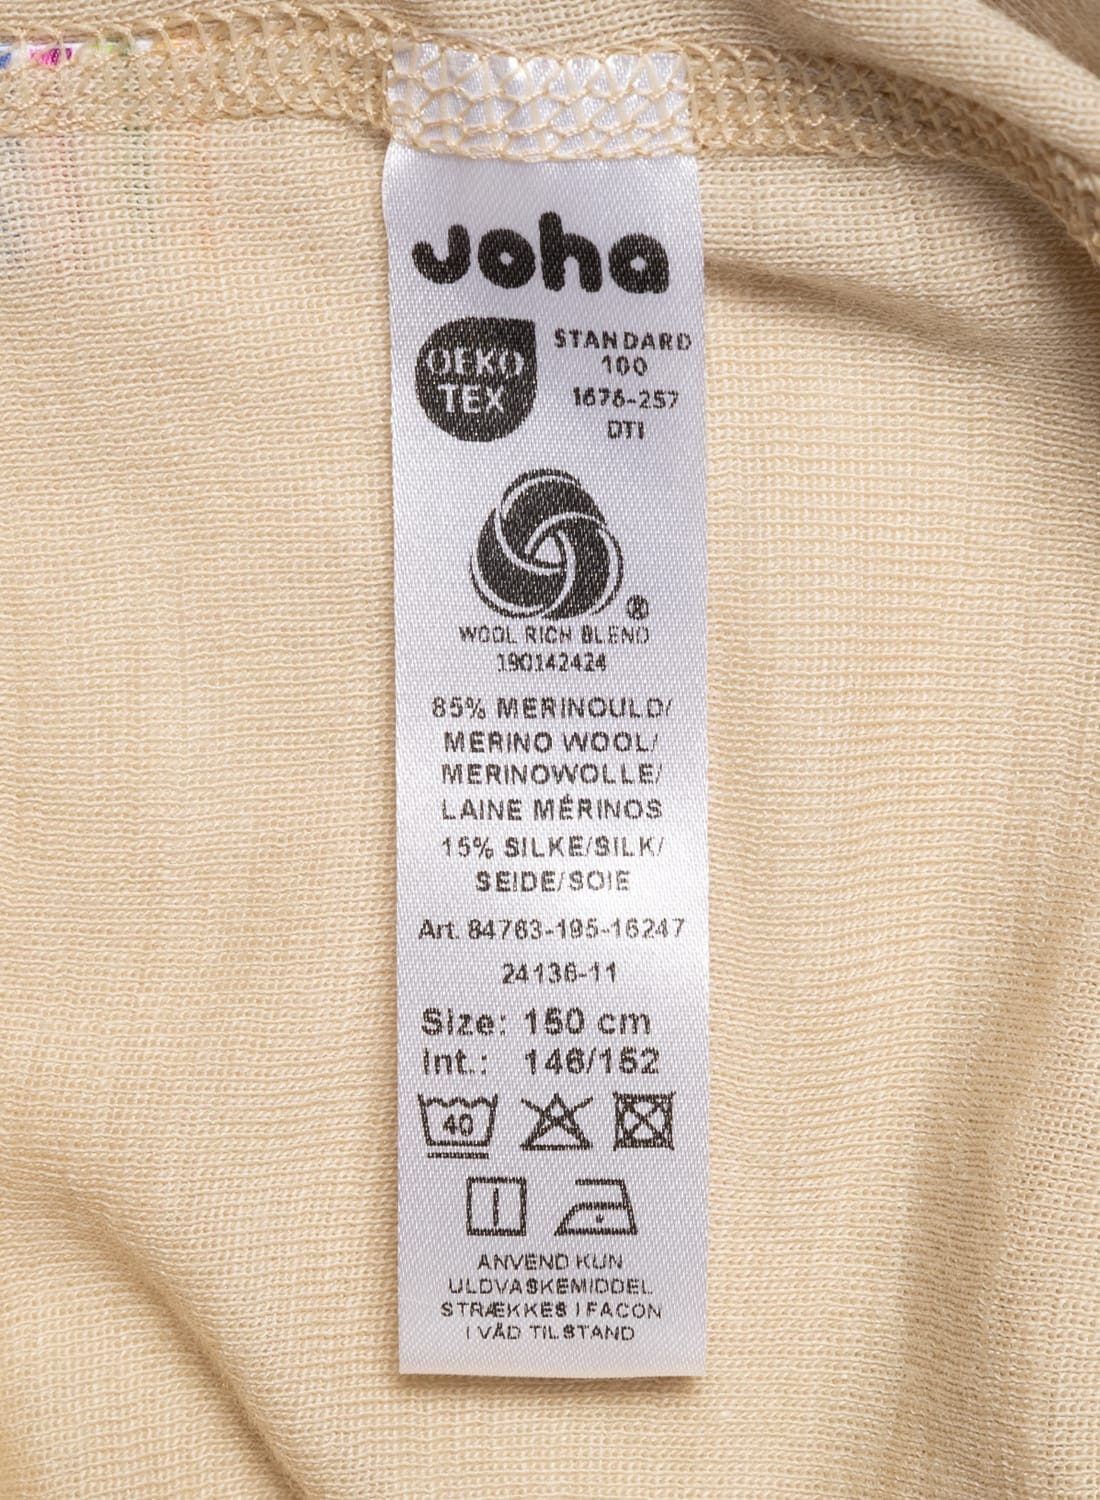 Joha
OEKO
TEX
STANDARD
100
1676-257
DTI
®
WOOL RICH BLEND
190142424
85% MERINOULD/
MERINO WOOL/
MERINOWOLLE/
LAINE MÉRINOS
15% SILKE/SILK/
SEIDE/SOIE
Art. 84763-195-16247
24136-11
Size: 150 cm
Int.: 146/152
40
ANVEND KUN
ULDVASKEMIDDEL
STRÆKKES I FACON
I VÅD TILSTAND